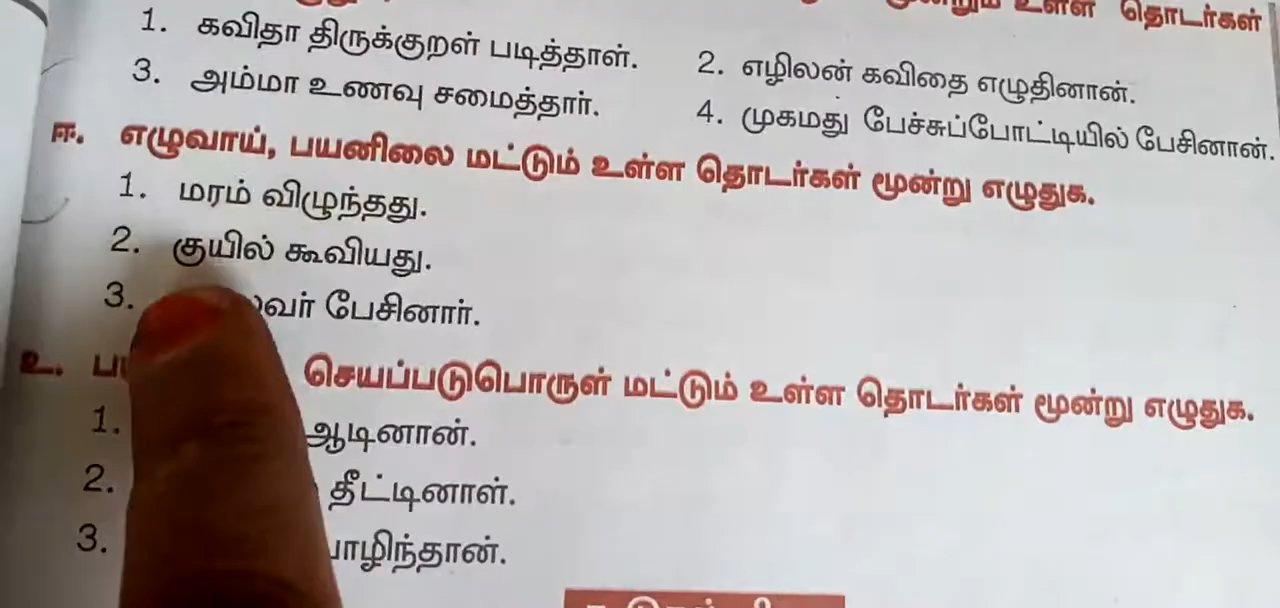 உள்ள தொடர்கள்
1. கவிதா திருக்குறள் படித்தாள். 2. எழிலன் கவிதை எழுதினான்.
3. அம்மா உணவு சமைத்தார். 4. முகமது பேச்சுப்போட்டியில் பேசினான்.
ஈ. எழுவாய், பயனிலை மட்டும் உள்ள தொடர்கள் மூன்று எழுதுக.
1. மரம் விழுந்தது.
2. குயில் கூவியது.
3. பேசினார்.
உ. செயப்படுபொருள் மட்டும் உள்ள தொடர்கள் மூன்று எழுதுக.
1. ஆடினான்.
2. தீட்டினாள்.
3.